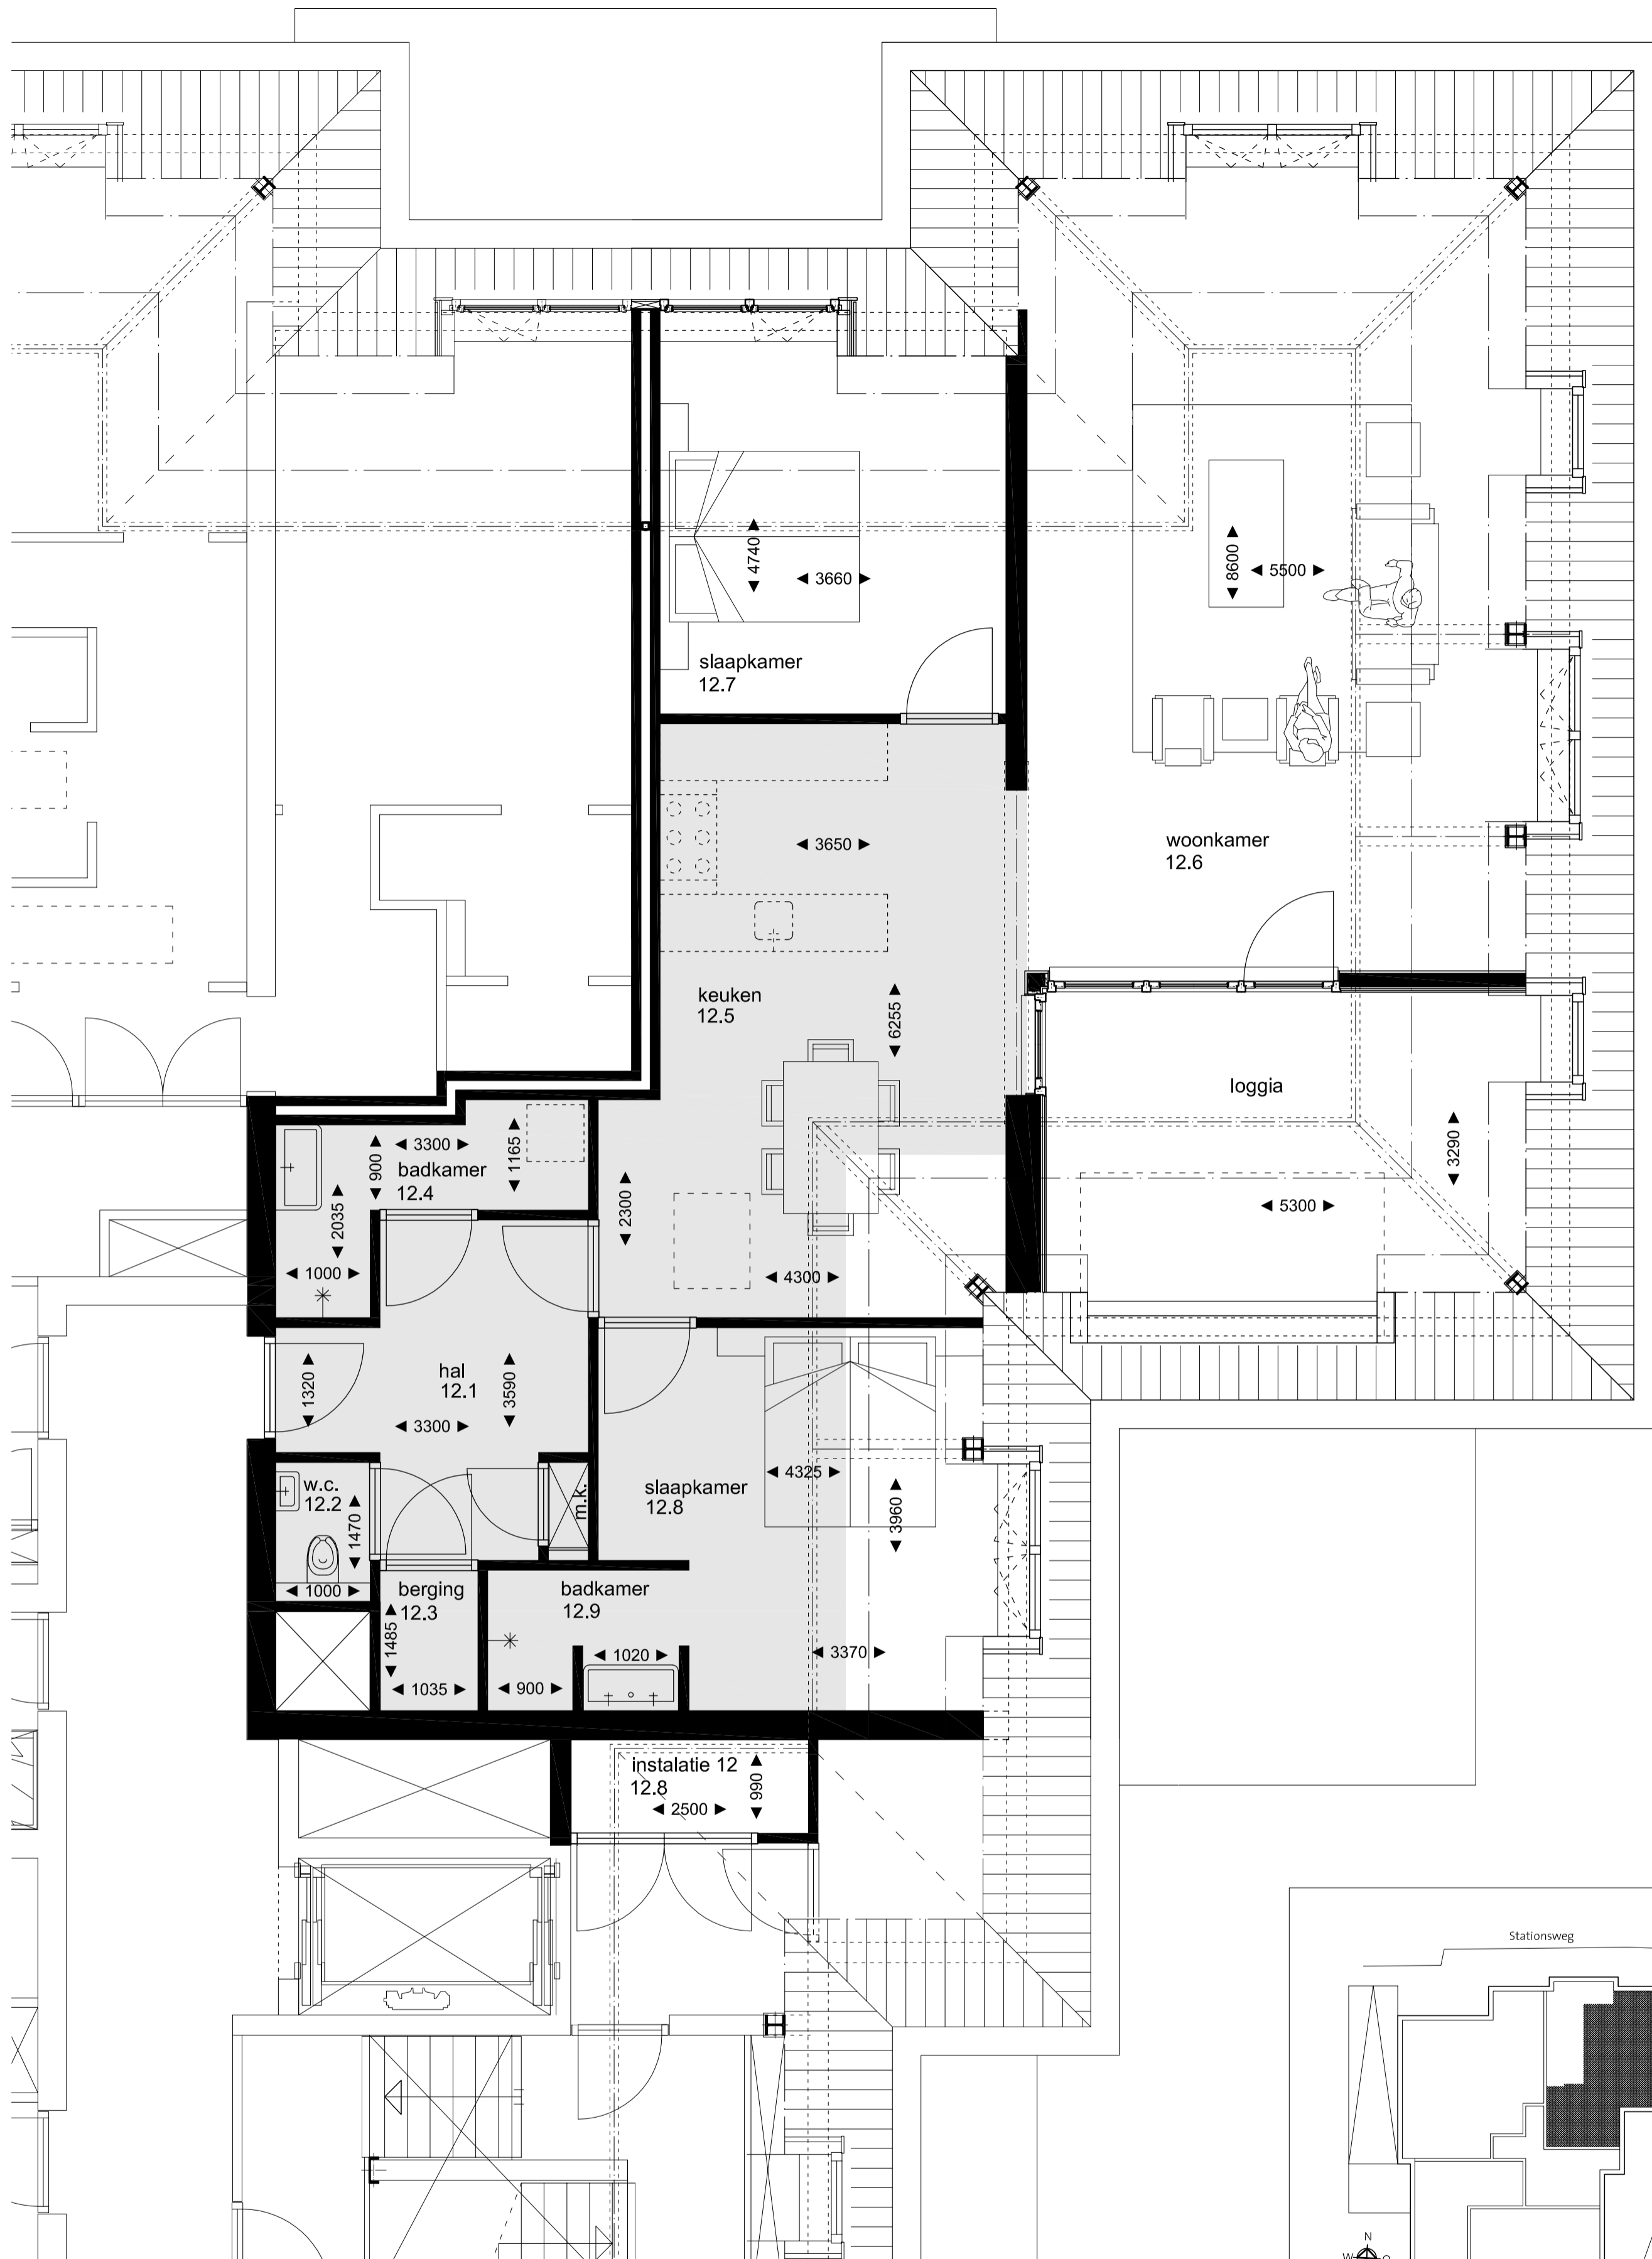 4740
3660
slaapkamer
12.7
8600
5500
3650
woonkamer
12.6
keuken
12.5
6255
loggia
3290
5300
3300
900
badkamer
12.4
1165
2035
1000
2300
4300
1320
hal
12.1
3590
3300
w.c.
12.2
1470
1000
m.k.
slaapkamer
12.8
4325
3960
berging
12.3
1485
1035
badkamer
12.9
1020
900
3370
instalatie 12
12.8
990
2500
Stationsweg
N
W
O